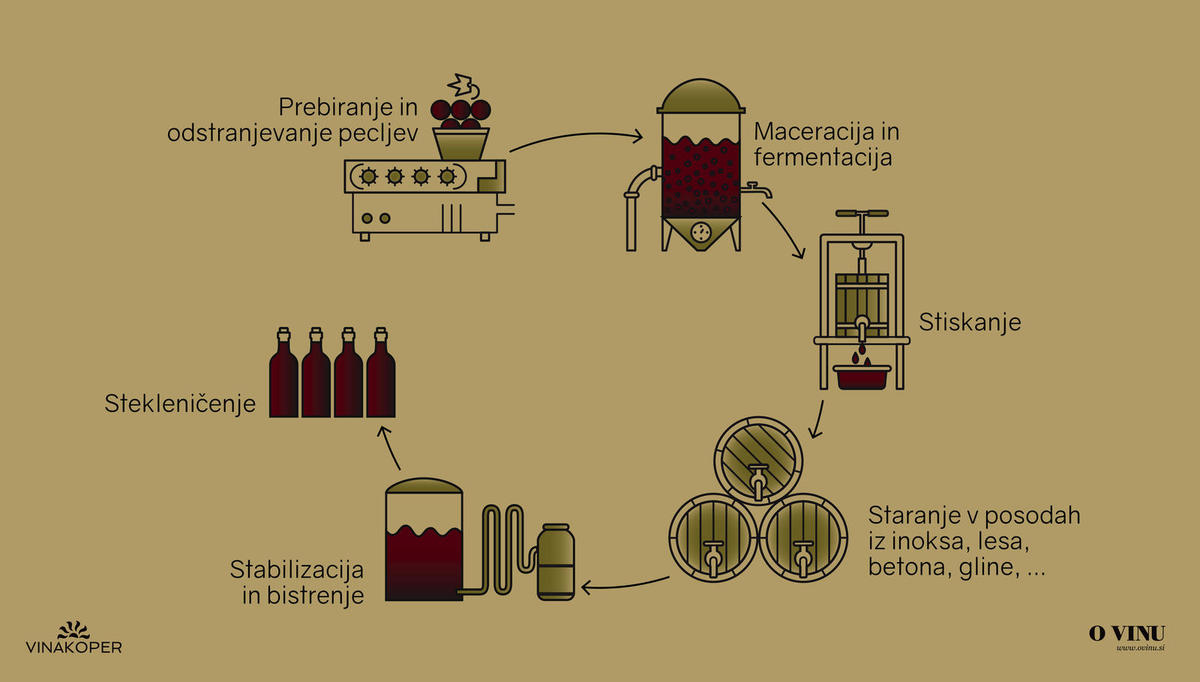 Prebiranje in
odstranjevanje pecljev
Maceracija in
fermentacija
Stiskanje
Staranje v posodah
iz inoksa, lesa,
betona, gline, ...
Stabilizacija
in bistrenje
Stekleničenje
VINAKOPER
O VINU
www.ovinu.si